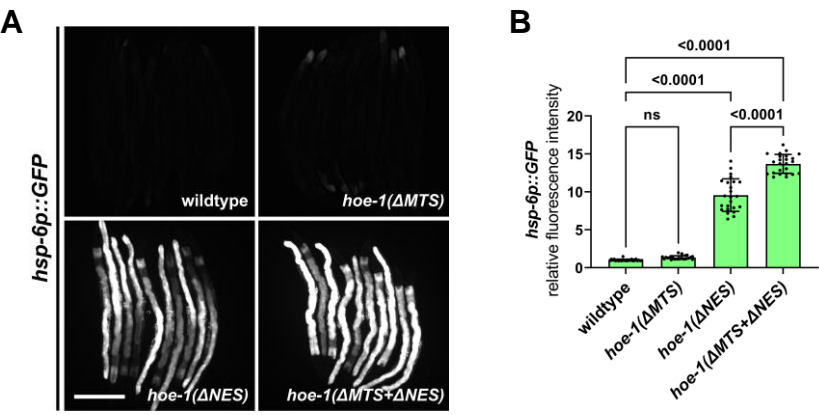 A
hsp-6p::GFP
wildtype
hoe-1(ΔMTS)
hoe-1(ΔNES)
hoe-1(ΔMTS+ΔNES)
B
hsp-6p::GFP
relative fluorescence intensity
<0.0001
<0.0001
ns
<0.0001
20
15
10
5
0
wildtype
hoe-1(ΔMTS)
hoe-1(ΔNES)
hoe-1(ΔMTS+ΔNES)